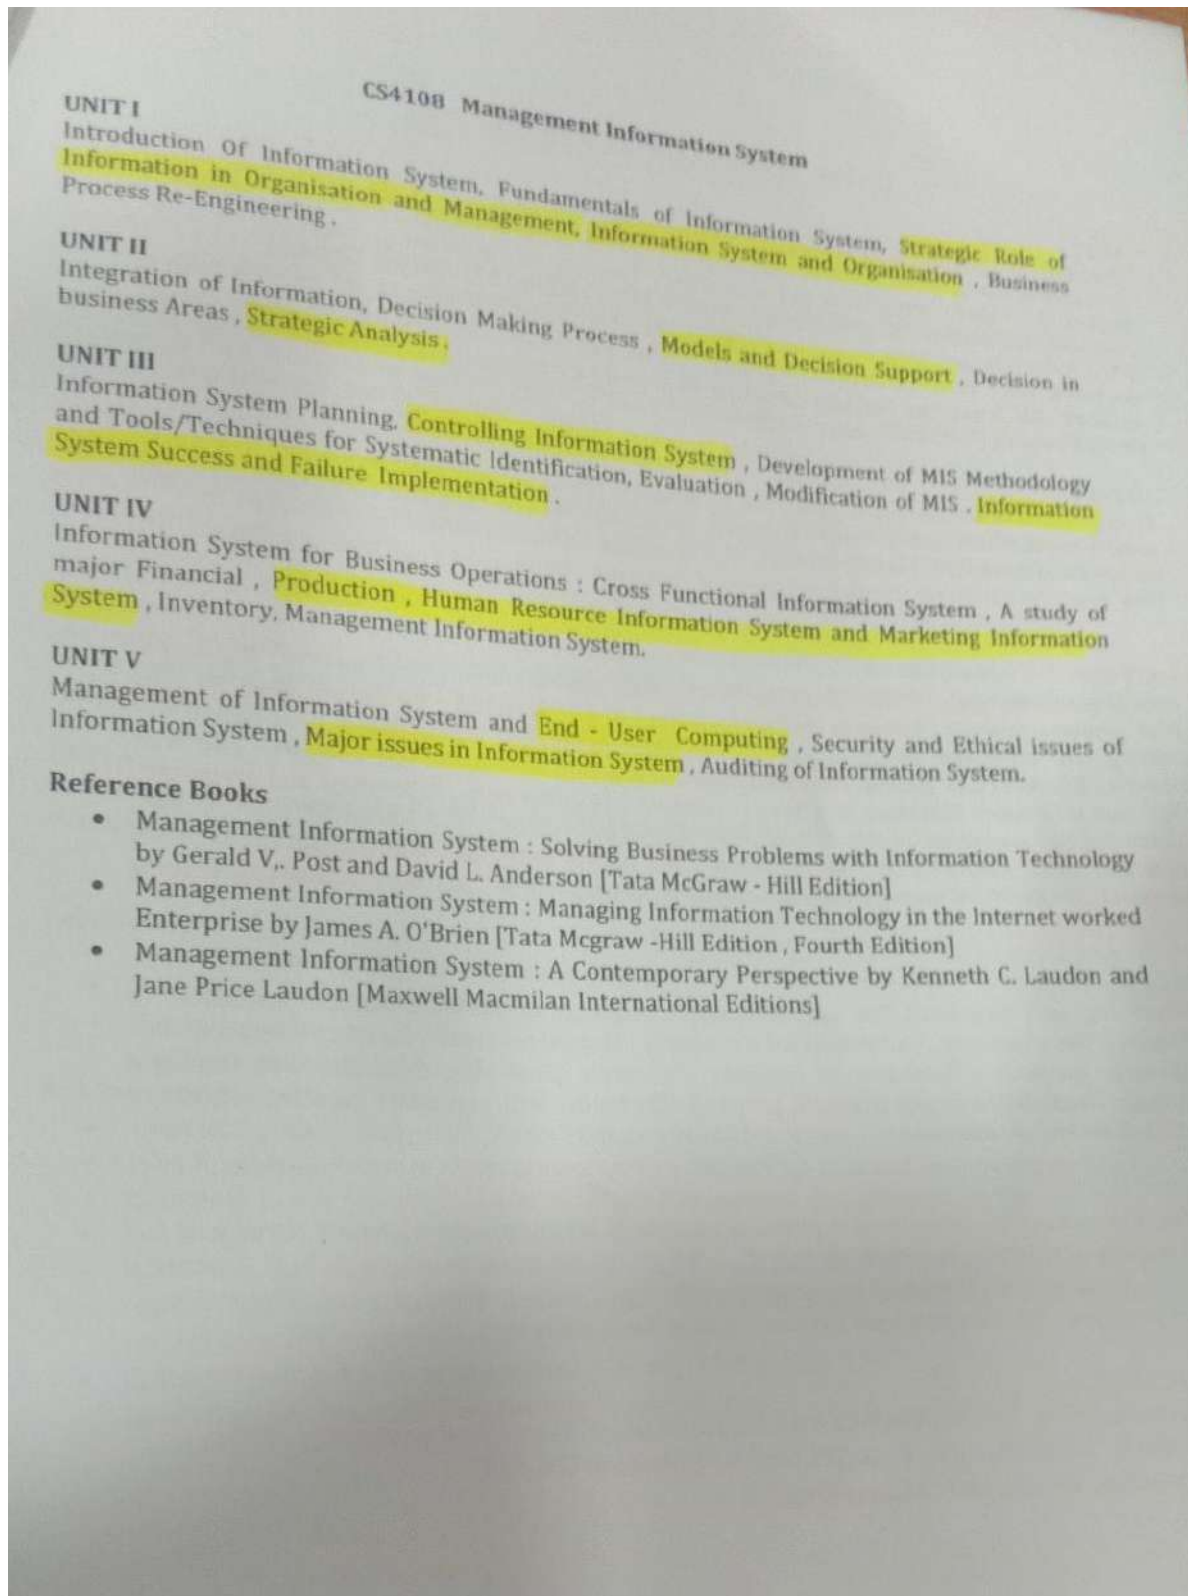 CS4108 Management Information System
UNIT I
Introduction Of Information System, Fundamentals of Information System, Strategic Role of
Information in Organisation and Management, Information System and Organisation , Business
Process Re-Engineering .
UNIT II
Integration of Information, Decision Making Process , Models and Decision Support , Decision in
business Areas , Strategic Analysis .
UNIT III
Information System Planning, Controlling Information System , Development of MIS Methodology
and Tools/Techniques for Systematic Identification, Evaluation , Modification of MIS , Information
System Success and Failure Implementation .
UNIT IV
Information System for Business Operations : Cross Functional Information System , A study of
major Financial , Production , Human Resource Information System and Marketing Information
System , Inventory, Management Information System.
UNIT V
Management of Information System and End - User Computing , Security and Ethical issues of
Information System , Major issues in Information System , Auditing of Information System.
Reference Books
• Management Information System : Solving Business Problems with Information Technology
by Gerald V,. Post and David L. Anderson [Tata McGraw - Hill Edition]
• Management Information System : Managing Information Technology in the Internet worked
Enterprise by James A. O'Brien [Tata Mcgraw -Hill Edition , Fourth Edition]
• Management Information System : A Contemporary Perspective by Kenneth C. Laudon and
Jane Price Laudon [Maxwell Macmilan International Editions]